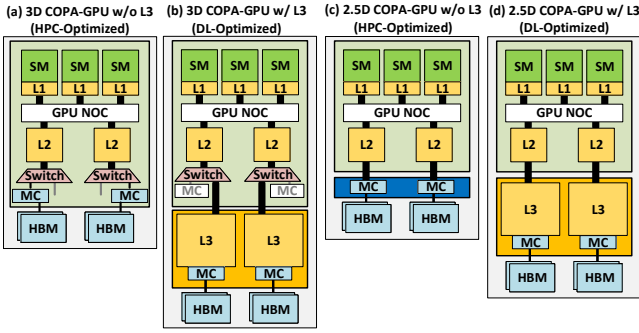 (a) 3D COPA-GPU w/o L3
(HPC-Optimized)
SM SM SM
L1 L1 L1
GPU NOC
L2 L2
Switch Switch
MC MC
HBM HBM
(b) 3D COPA-GPU w/ L3
(DL-Optimized)
SM SM SM
L1 L1 L1
GPU NOC
L2 L2
Switch Switch
MC MC
L3 L3
MC MC
HBM HBM
(c) 2.5D COPA-GPU w/o L3
(HPC-Optimized)
SM SM SM
L1 L1 L1
GPU NOC
L2 L2
MC MC
HBM HBM
(d) 2.5D COPA-GPU w/ L3
(DL-Optimized)
SM SM SM
L1 L1 L1
GPU NOC
L2 L2
L3 L3
MC MC
HBM HBM